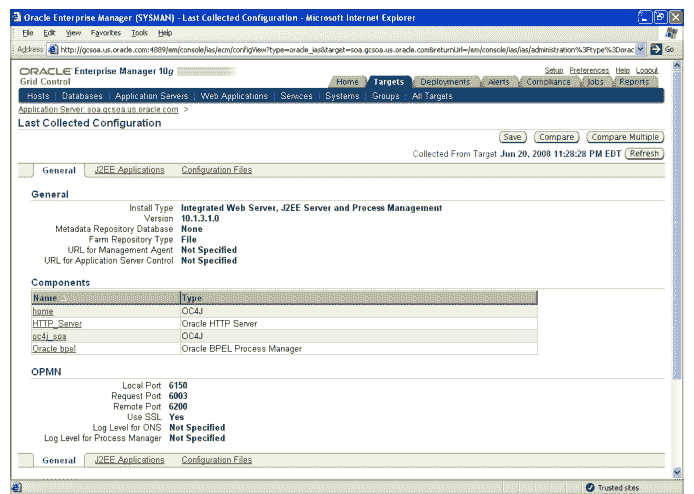 Oracle Enterprise Manager (SYSMAN) - Last Collected Configuration - Microsoft Internet Explorer
File Edit View Favorites Tools Help
Address http://gcsoa.us.oracle.com:4889/em/console/ias/ecm/configView?type=oracle_ias&target=soa.gcsoa.us.oracle.com&returnUrl=/em/console/ias/ias/administration%3Ftype%3Dorac Go
ORACLE Enterprise Manager 10g
Grid Control
Setup Preferences Help Logout
Home Targets Deployments Alerts Compliance Jobs Reports
Hosts Databases Application Servers Web Applications Services Systems Groups All Targets
Application Server: soa.gcsoa.us.oracle.com >
Last Collected Configuration
Save Compare Compare Multiple
Collected From Target Jun 20, 2008 11:28:28 PM EDT Refresh
General J2EE Applications Configuration Files
General
Install Type Integrated Web Server, J2EE Server and Process Management
Version 10.1.3.1.0
Metadata Repository Database None
Farm Repository Type File
URL for Management Agent Not Specified
URL for Application Server Control Not Specified
Components
Name Type
home OC4J
HTTP_Server Oracle HTTP Server
oc4j_soa OC4J
Oracle bpel Oracle BPEL Process Manager
OPMN
Local Port 6150
Request Port 6003
Remote Port 6200
Use SSL Yes
Log Level for ONS Not Specified
Log Level for Process Manager Not Specified
General J2EE Applications Configuration Files
Trusted sites